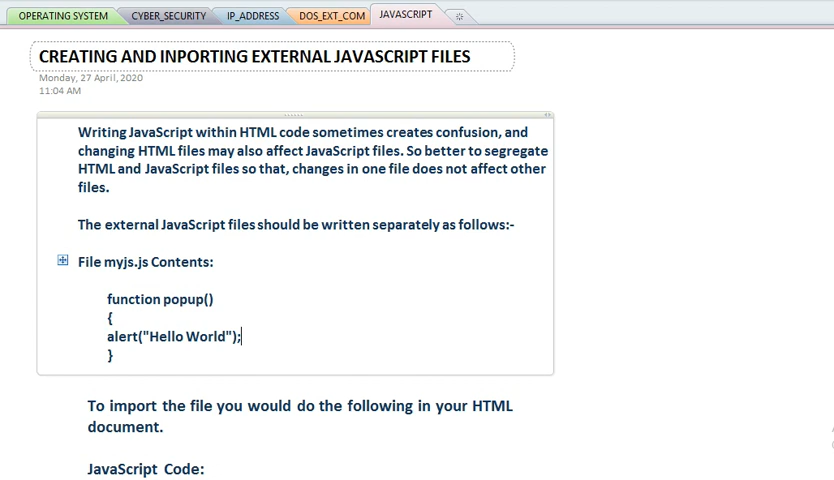 OPERATING SYSTEM CYBER_SECURITY IP_ADDRESS DOS_EXT_COM JAVASCRIPT
CREATING AND INPORTING EXTERNAL JAVASCRIPT FILES
Monday, 27 April, 2020
11:04 AM
Writing JavaScript within HTML code sometimes creates confusion, and
changing HTML files may also affect JavaScript files. So better to segregate
HTML and JavaScript files so that, changes in one file does not affect other
files.
The external JavaScript files should be written separately as follows:-
File myjs.js Contents:
function popup()
{
alert("Hello World");
}
To import the file you would do the following in your HTML
document.
JavaScript Code: